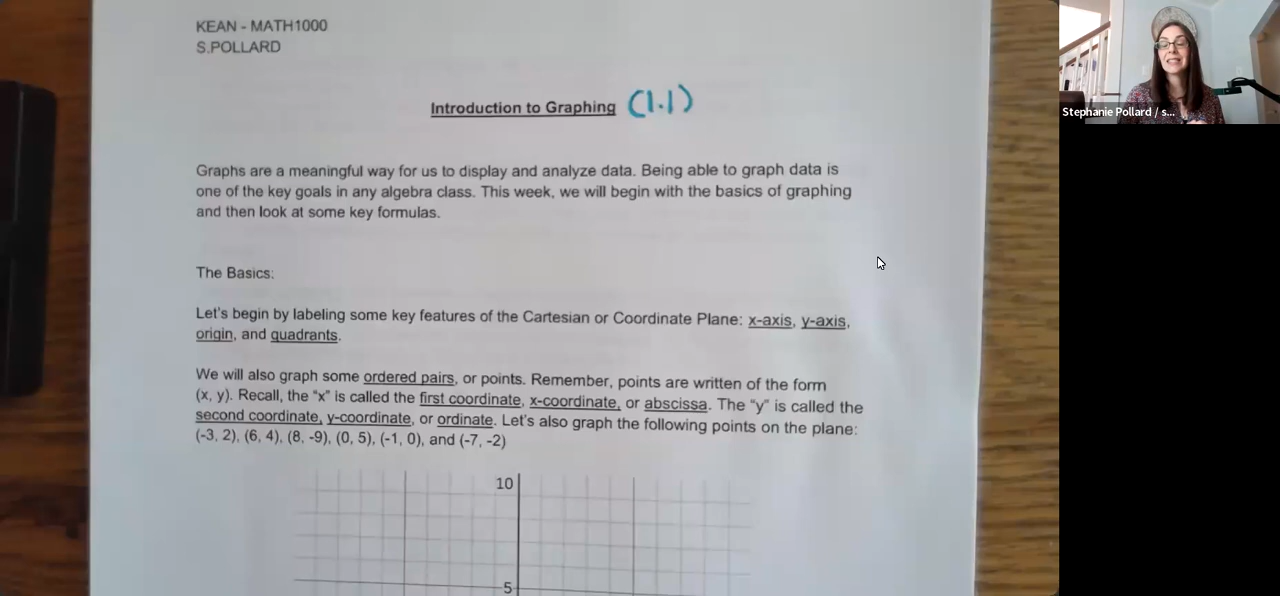 KEAN - MATH1000
S.POLLARD
Introduction to Graphing (1.1)
Graphs are a meaningful way for us to display and analyze data. Being able to graph data is
one of the key goals in any algebra class. This week, we will begin with the basics of graphing
and then look at some key formulas.
The Basics:
Let's begin by labeling some key features of the Cartesian or Coordinate Plane: x-axis, y-axis,
origin, and quadrants.
We will also graph some ordered pairs, or points. Remember, points are written of the form
(x, y). Recall, the "x" is called the first coordinate, x-coordinate, or abscissa. The "y" is called the
second coordinate, y-coordinate, or ordinate. Let's also graph the following points on the plane:
(-3, 2), (6, 4), (8, -9), (0, 5), (-1, 0), and (-7, -2)
10
5
Stephanie Pollard / s...